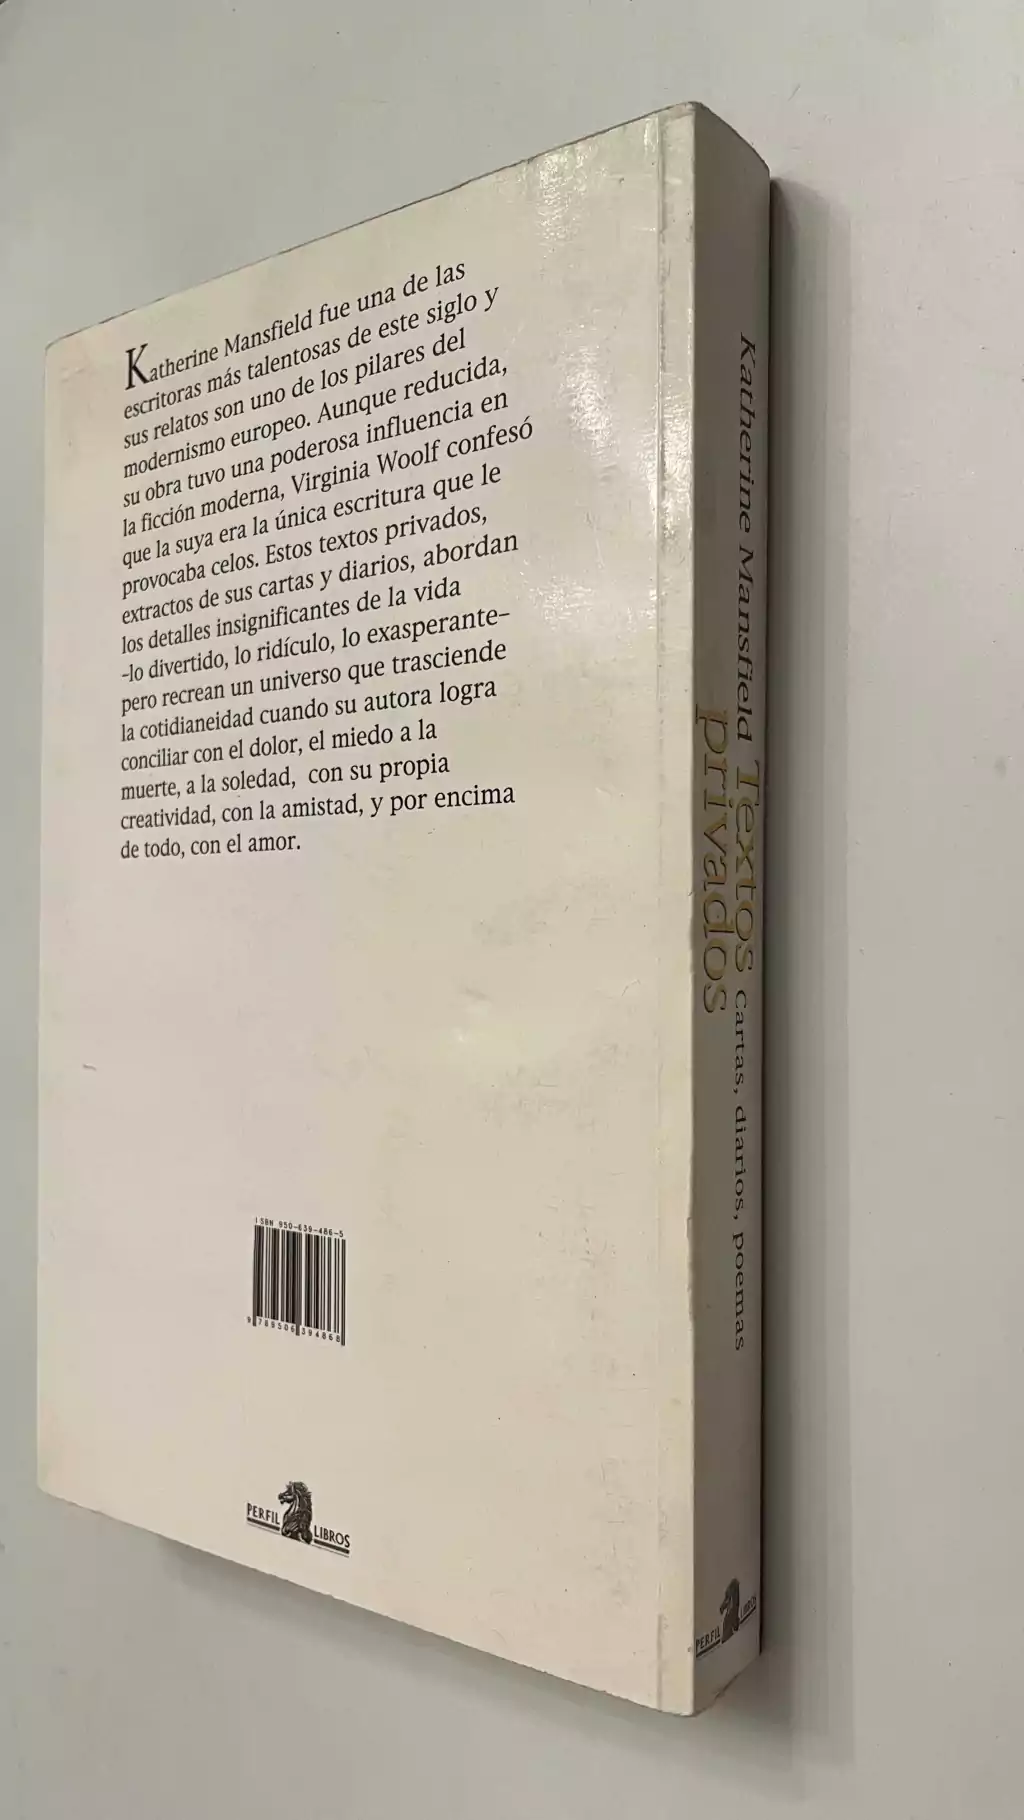 Katherine Mansfield fue una de las
escritoras más talentosas de este siglo y
sus relatos son uno de los pilares del
modernismo europeo. Aunque reducida,
su obra tuvo una poderosa influencia en
la ficción moderna, Virginia Woolf confesó
que la suya era la única escritura que le
provocaba celos. Estos textos privados,
extractos de sus cartas y diarios, abordan
los detalles insignificantes de la vida
–lo divertido, lo ridículo, lo exasperante–
pero recrean un universo que trasciende
la cotidianeidad cuando su autora logra
conciliar con el dolor, el miedo a la
muerte, a la soledad, con su propia
creatividad, con la amistad, y por encima
de todo, con el amor.
ISBN 950-639-486-5
9 789506 394868
PERFIL LIBROS
Katherine Mansfield Textos
privados
cartas, diarios, poemas
PERFIL LIBROS